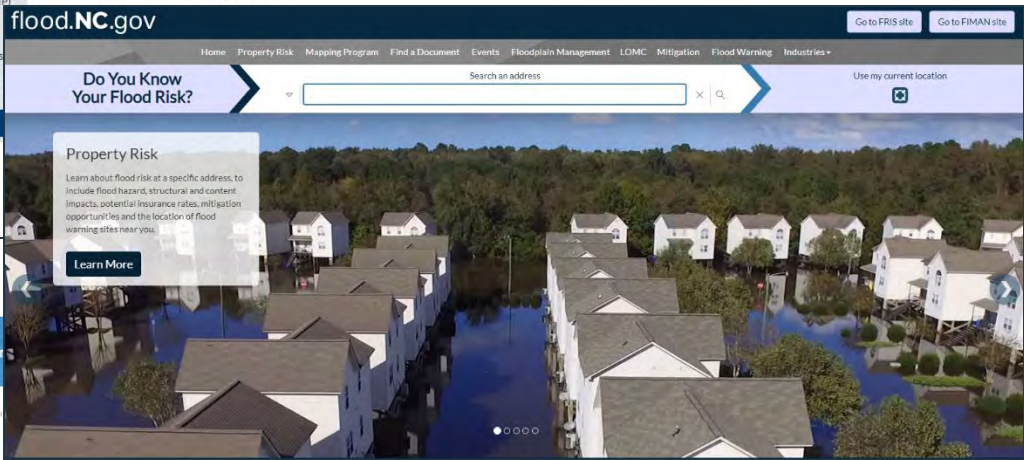 flood.NC.gov
Go to FRIS site
Go to FIMAN site
Home Property Risk Mapping Program Find a Document Events Floodplain Management LOMC Mitigation Flood Warning Industries
Do You Know
Your Flood Risk?
Search an address
Use my current location
Property Risk
Learn about flood risk at a specific address, to
include flood hazard, structural and content
impacts, potential insurance rates, mitigation
opportunities and the location of flood
warning sites near you.
Learn More